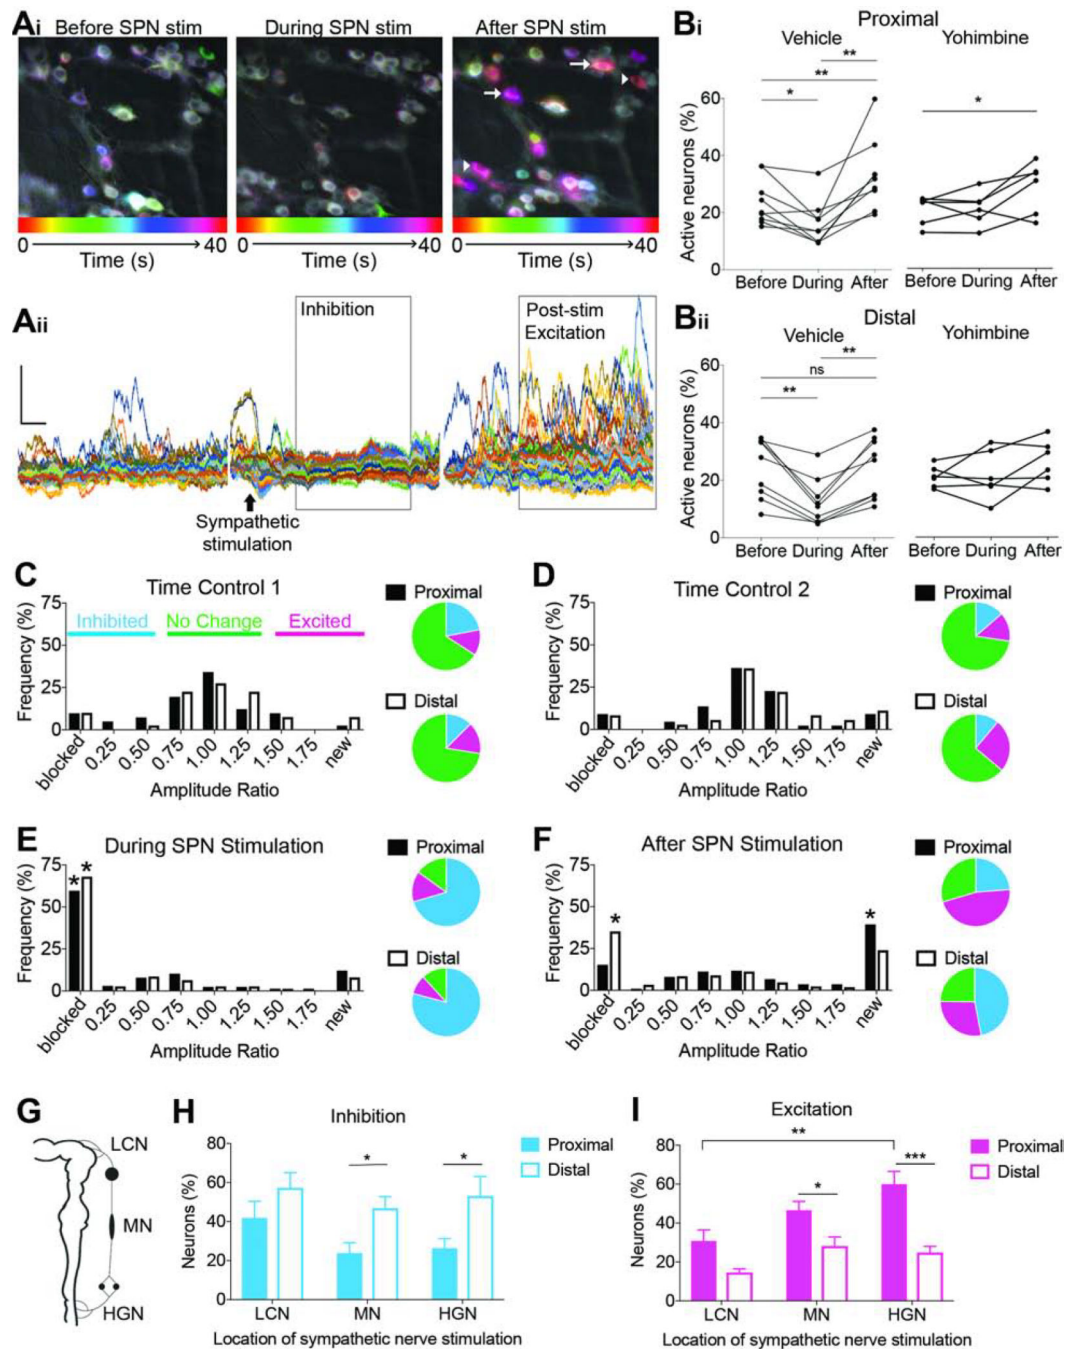 Ai
Before SPN stim
During SPN stim
After SPN stim
0
40
0
40
0
40
Time (s)
Time (s)
Time (s)
Aii
Inhibition
Post-stim
Excitation
Sympathetic
stimulation
Bi
Proximal
Vehicle
Yohimbine
**
**
*
*
60
40
20
0
Active neurons (%)
Before During After
Before During After
Bii
Distal
Vehicle
Yohimbine
**
ns
**
60
40
20
0
Active neurons (%)
Before During After
Before During After
C
Time Control 1
Inhibited
No Change
Excited
75
50
25
0
Frequency (%)
blocked
0.25
0.50
0.75
1.00
1.25
1.50
1.75
new
Amplitude Ratio
Proximal
Distal
D
Time Control 2
75
50
25
0
Frequency (%)
blocked
0.25
0.50
0.75
1.00
1.25
1.50
1.75
new
Amplitude Ratio
Proximal
Distal
E
During SPN Stimulation
75
50
25
0
Frequency (%)
*
*
blocked
0.25
0.50
0.75
1.00
1.25
1.50
1.75
new
Amplitude Ratio
Proximal
Distal
F
After SPN Stimulation
75
50
25
0
Frequency (%)
*
*
blocked
0.25
0.50
0.75
1.00
1.25
1.50
1.75
new
Amplitude Ratio
Proximal
Distal
G
LCN
MN
HGN
H
Inhibition
80
60
40
20
0
Neurons (%)
*
*
LCN
MN
HGN
Location of sympathetic nerve stimulation
Proximal
Distal
I
Excitation
80
60
40
20
0
Neurons (%)
**
*
***
LCN
MN
HGN
Location of sympathetic nerve stimulation
Proximal
Distal